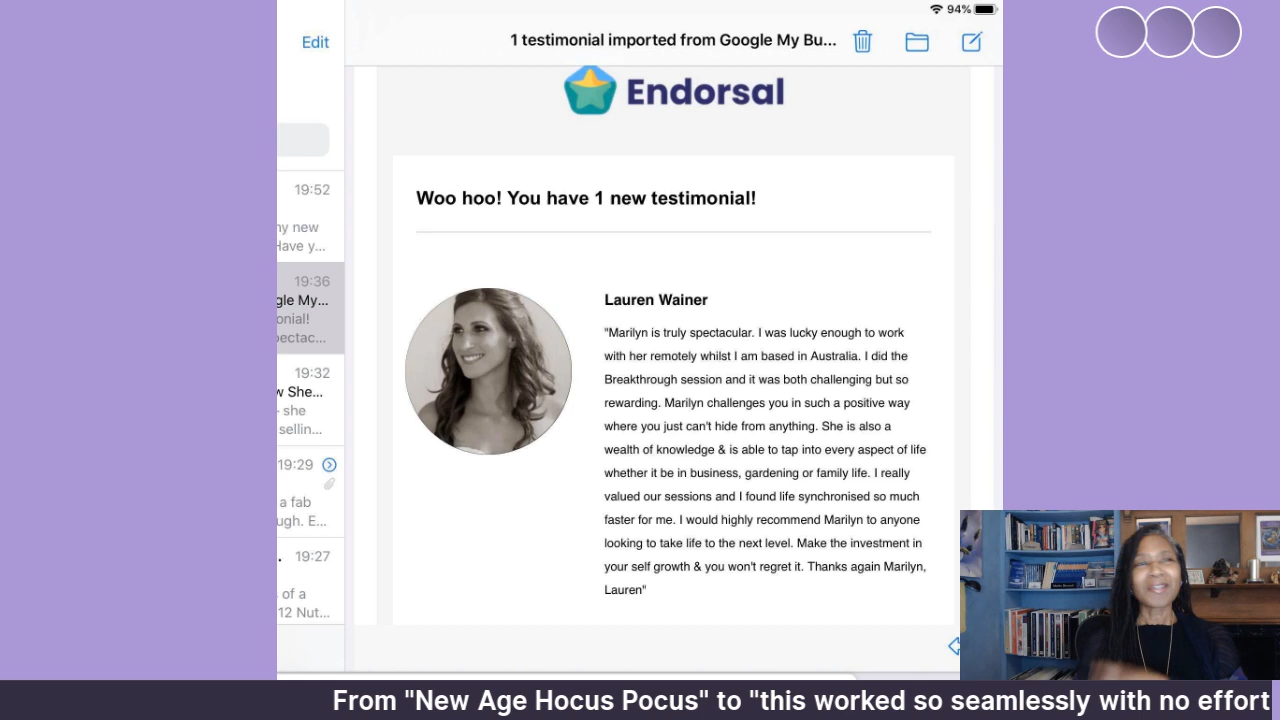 94%
Edit
1 testimonial imported from Google My Bu...
Endorsal
Woo hoo! You have 1 new testimonial!
19:52
ny new
Have y...
19:36
gle My...
onial!
pectac...
19:32
w She...
- she
sellin...
19:29
a fab
ugh. E...
. 19:27
s of a
12 Nut...
Lauren Wainer
"Marilyn is truly spectacular. I was lucky enough to work
with her remotely whilst I am based in Australia. I did the
Breakthrough session and it was both challenging but so
rewarding. Marilyn challenges you in such a positive way
where you just can't hide from anything. She is also a
wealth of knowledge & is able to tap into every aspect of life
whether it be in business, gardening or family life. I really
valued our sessions and I found life synchronised so much
faster for me. I would highly recommend Marilyn to anyone
looking to take life to the next level. Make the investment in
your self growth & you won't regret it. Thanks again Marilyn,
Lauren"
From "New Age Hocus Pocus" to "this worked so seamlessly with no effort